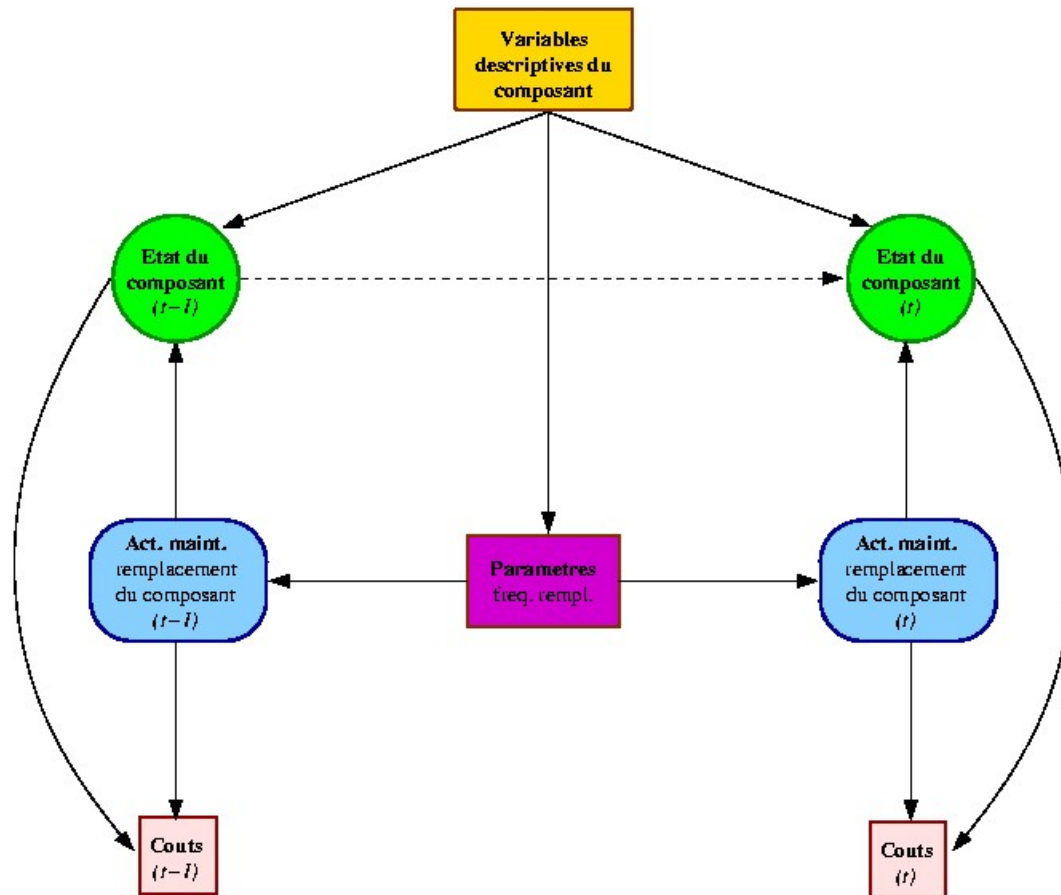 Variables
descriptives du
composant
Etat du
composant
(t−1)
Etat du
composant
(t)
Act. maint.
remplacement
du composant
(t−1)
Parametres
freq. rempl.
Act. maint.
remplacement
du composant
(t)
Couts
(t−1)
Couts
(t)